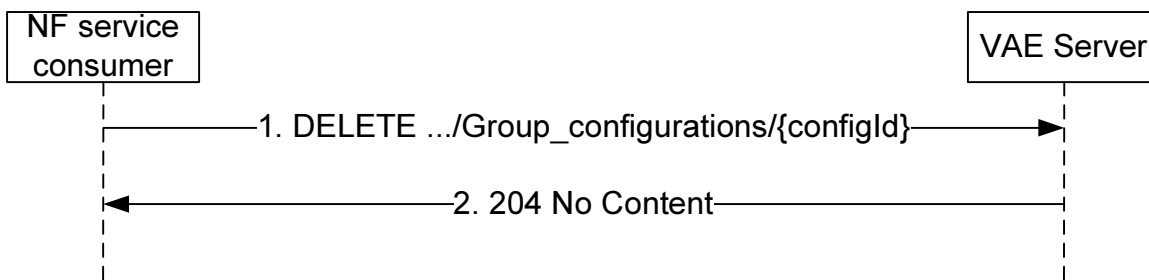 NF service
consumer
VAE Server
1. DELETE .../Group_configurations/{configId}
2. 204 No Content